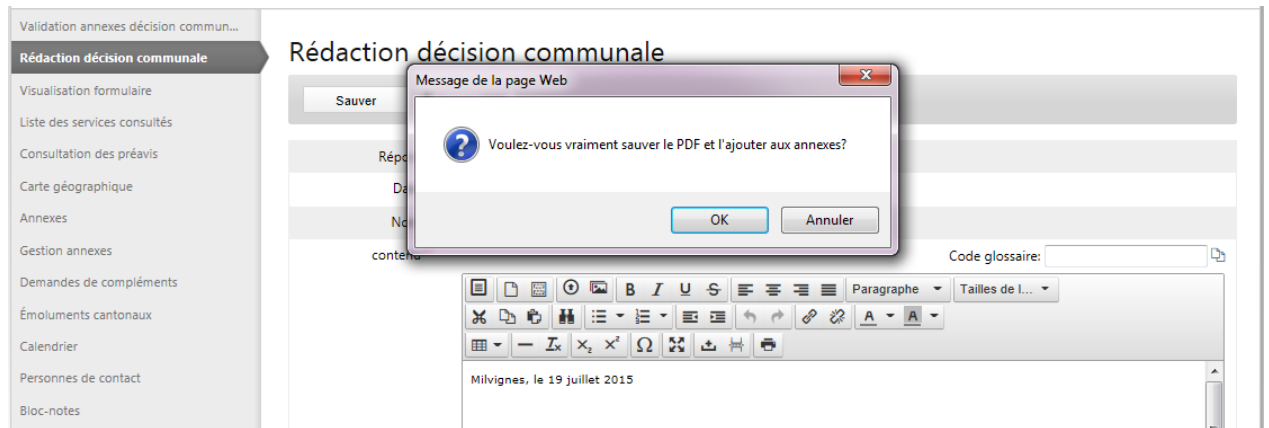 Validation annexes décision commun...
Rédaction décision communale
Visualisation formulaire
Liste des services consultés
Consultation des préavis
Carte géographique
Annexes
Gestion annexes
Demandes de compléments
Émoluments cantonaux
Calendrier
Personnes de contact
Bloc-notes
Rédaction décision communale
Sauver
Message de la page Web
Voulez-vous vraiment sauver le PDF et l'ajouter aux annexes?
OK Annuler
contenu
Code glossaire:
Paragraphe Tailles de l...
Milvignes, le 19 juillet 2015